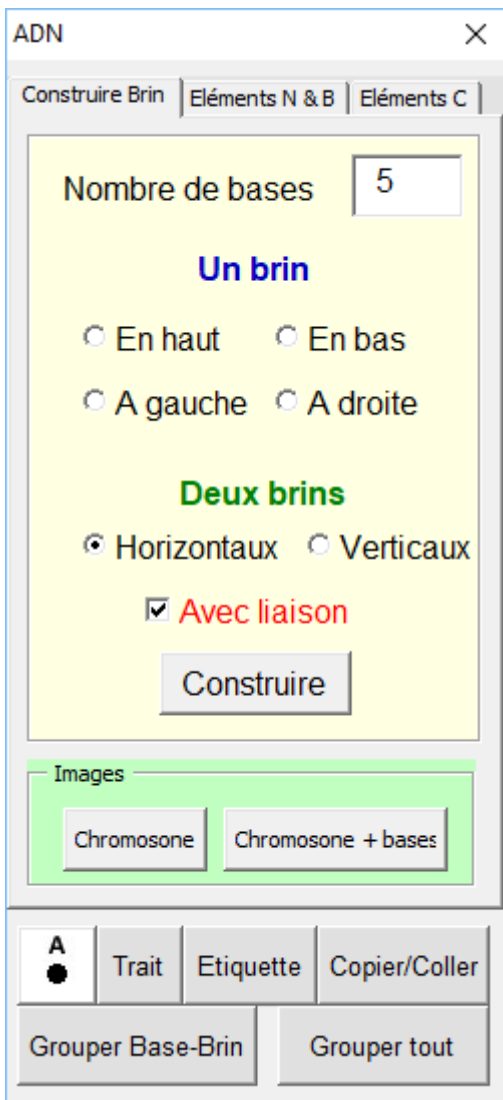 ADN
Construire Brin Eléments N & B Eléments C
Nombre de bases 5
Un brin
En haut En bas
A gauche A droite
Deux brins
Horizontaux Verticaux
Avec liaison
Construire
Images
Chromosone Chromosone + bases
A Trait Etiquette Copier/Coller
Grouper Base-Brin Grouper tout